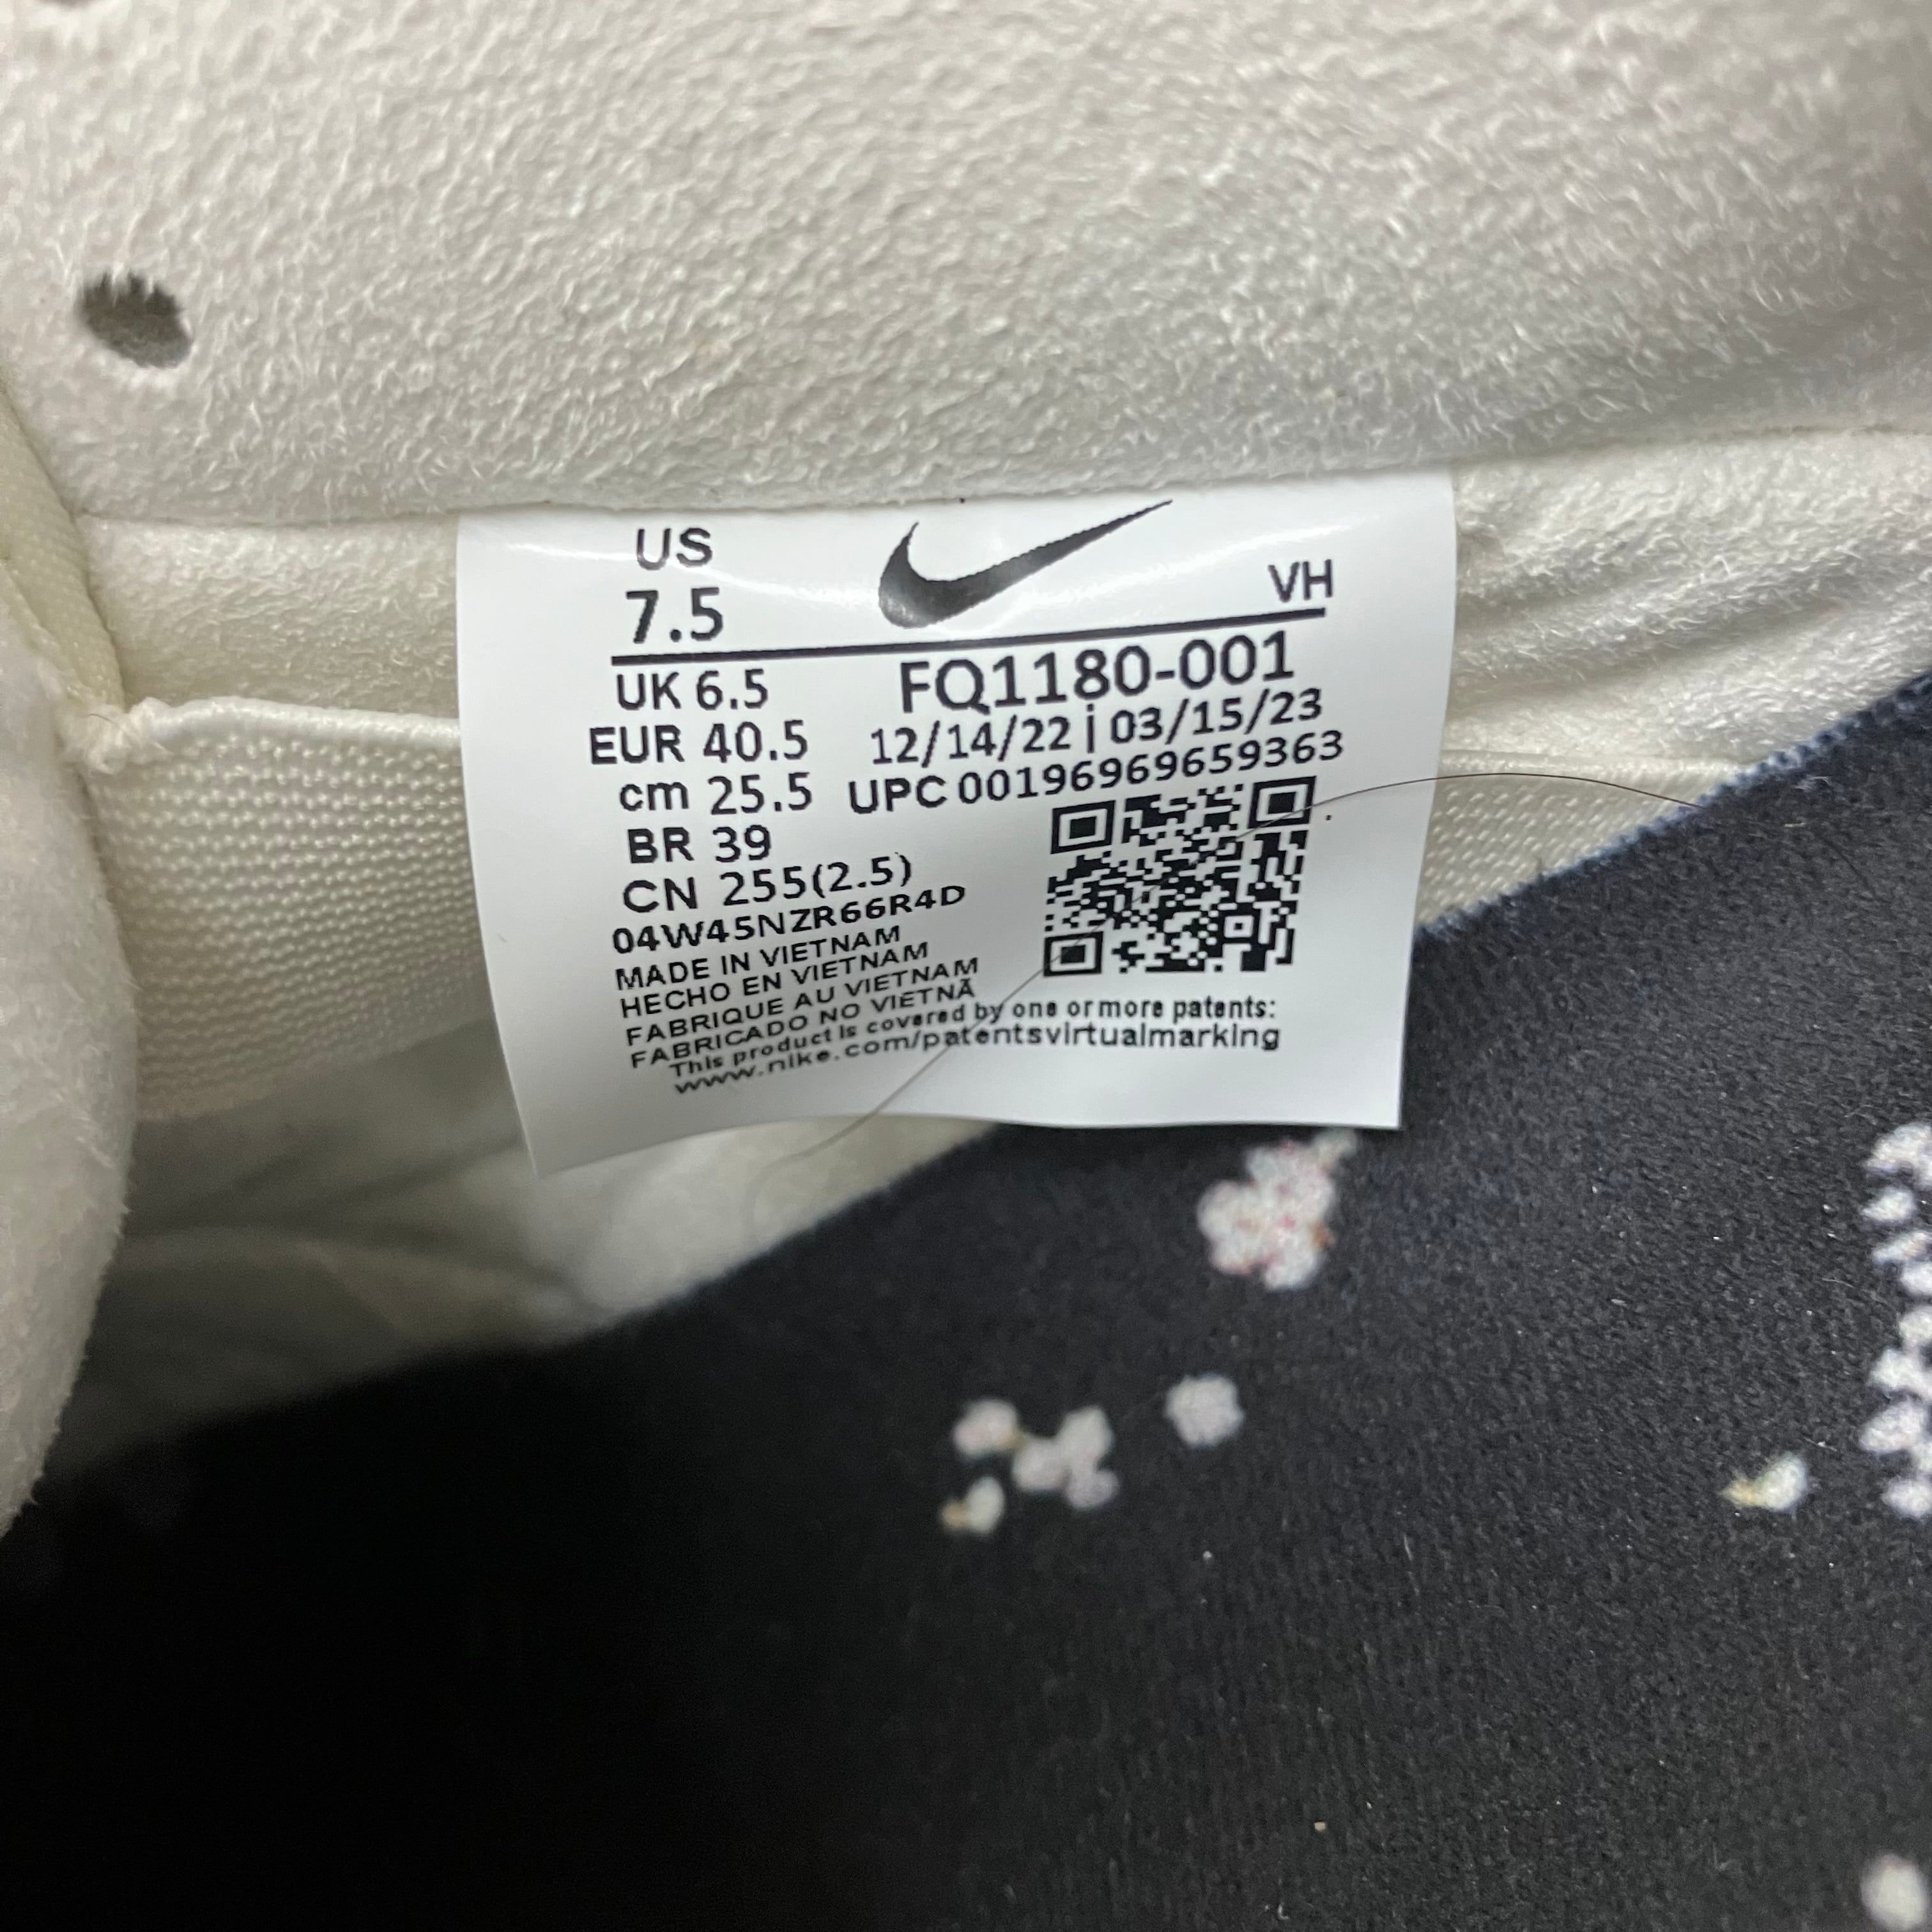 US
7.5 VH
UK 6.5 FQ1180-001
EUR 40.5 12/14/22 | 03/15/23
cm 25.5 UPC 00196969659363
BR 39
CN 255(2.5)
04W45NZR66R4D
MADE IN VIETNAM
HECHO EN VIETNAM
FABRIQUE AU VIETNAM
FABRICADO NO VIETNÃ
This product is covered by one or more patents:
www.nike.com/patentsvirtualmarking